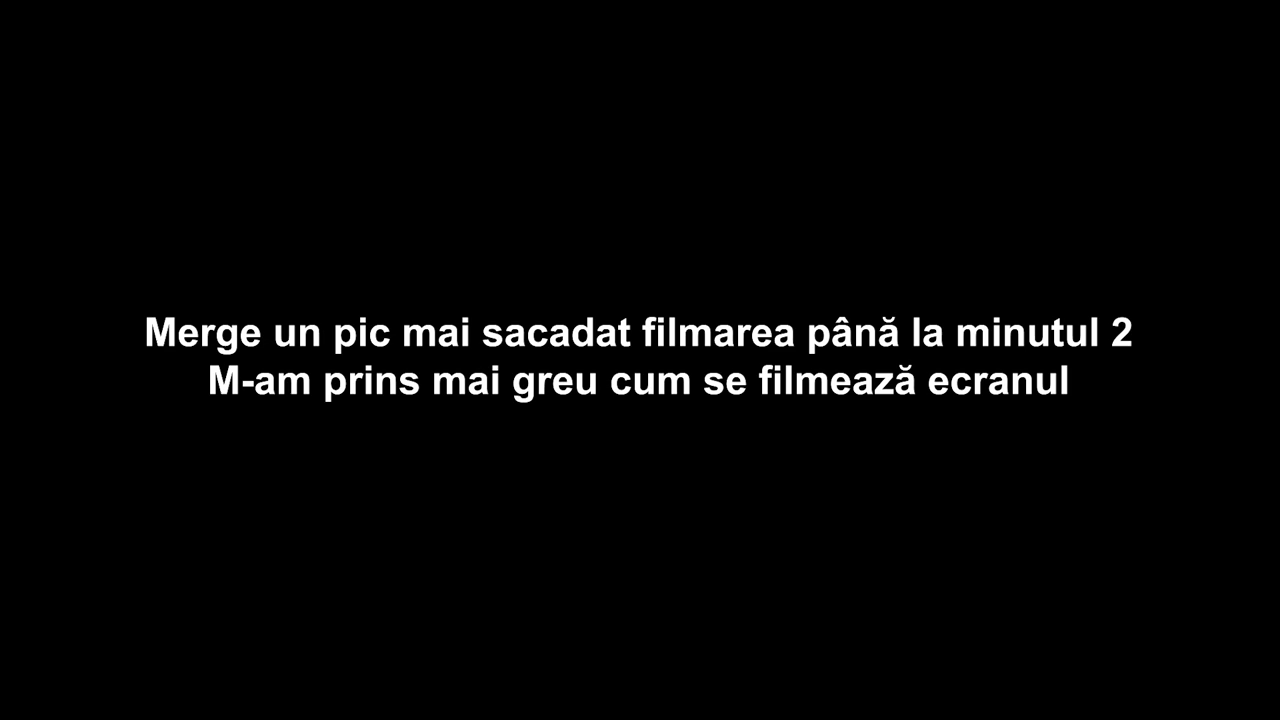 Merge un pic mai sacadat filmarea până la minutul 2
M-am prins mai greu cum se filmează ecranul